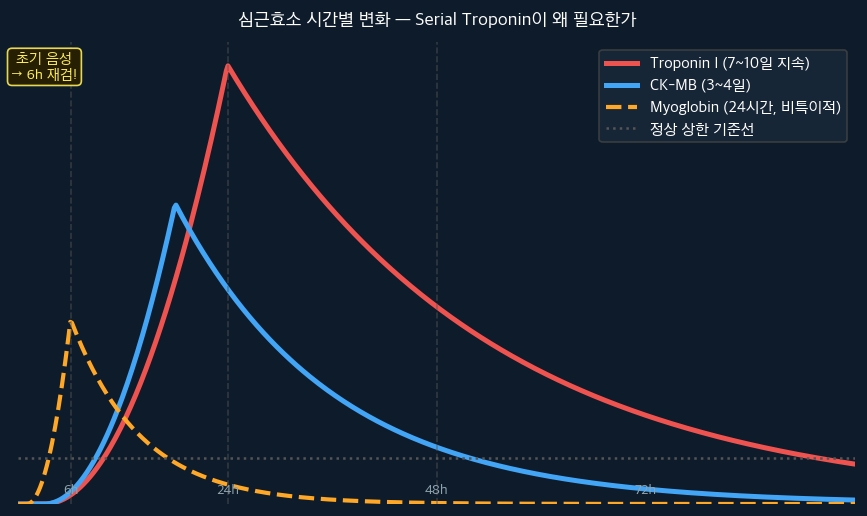 심근효소 시간별 변화 — Serial Troponin이 왜 필요한가
초기 음성
→ 6h 재검!
Troponin I (7~10일 지속)
CK-MB (3~4일)
Myoglobin (24시간, 비특이적)
정상 상한 기준선
6h
24h
48h
72h